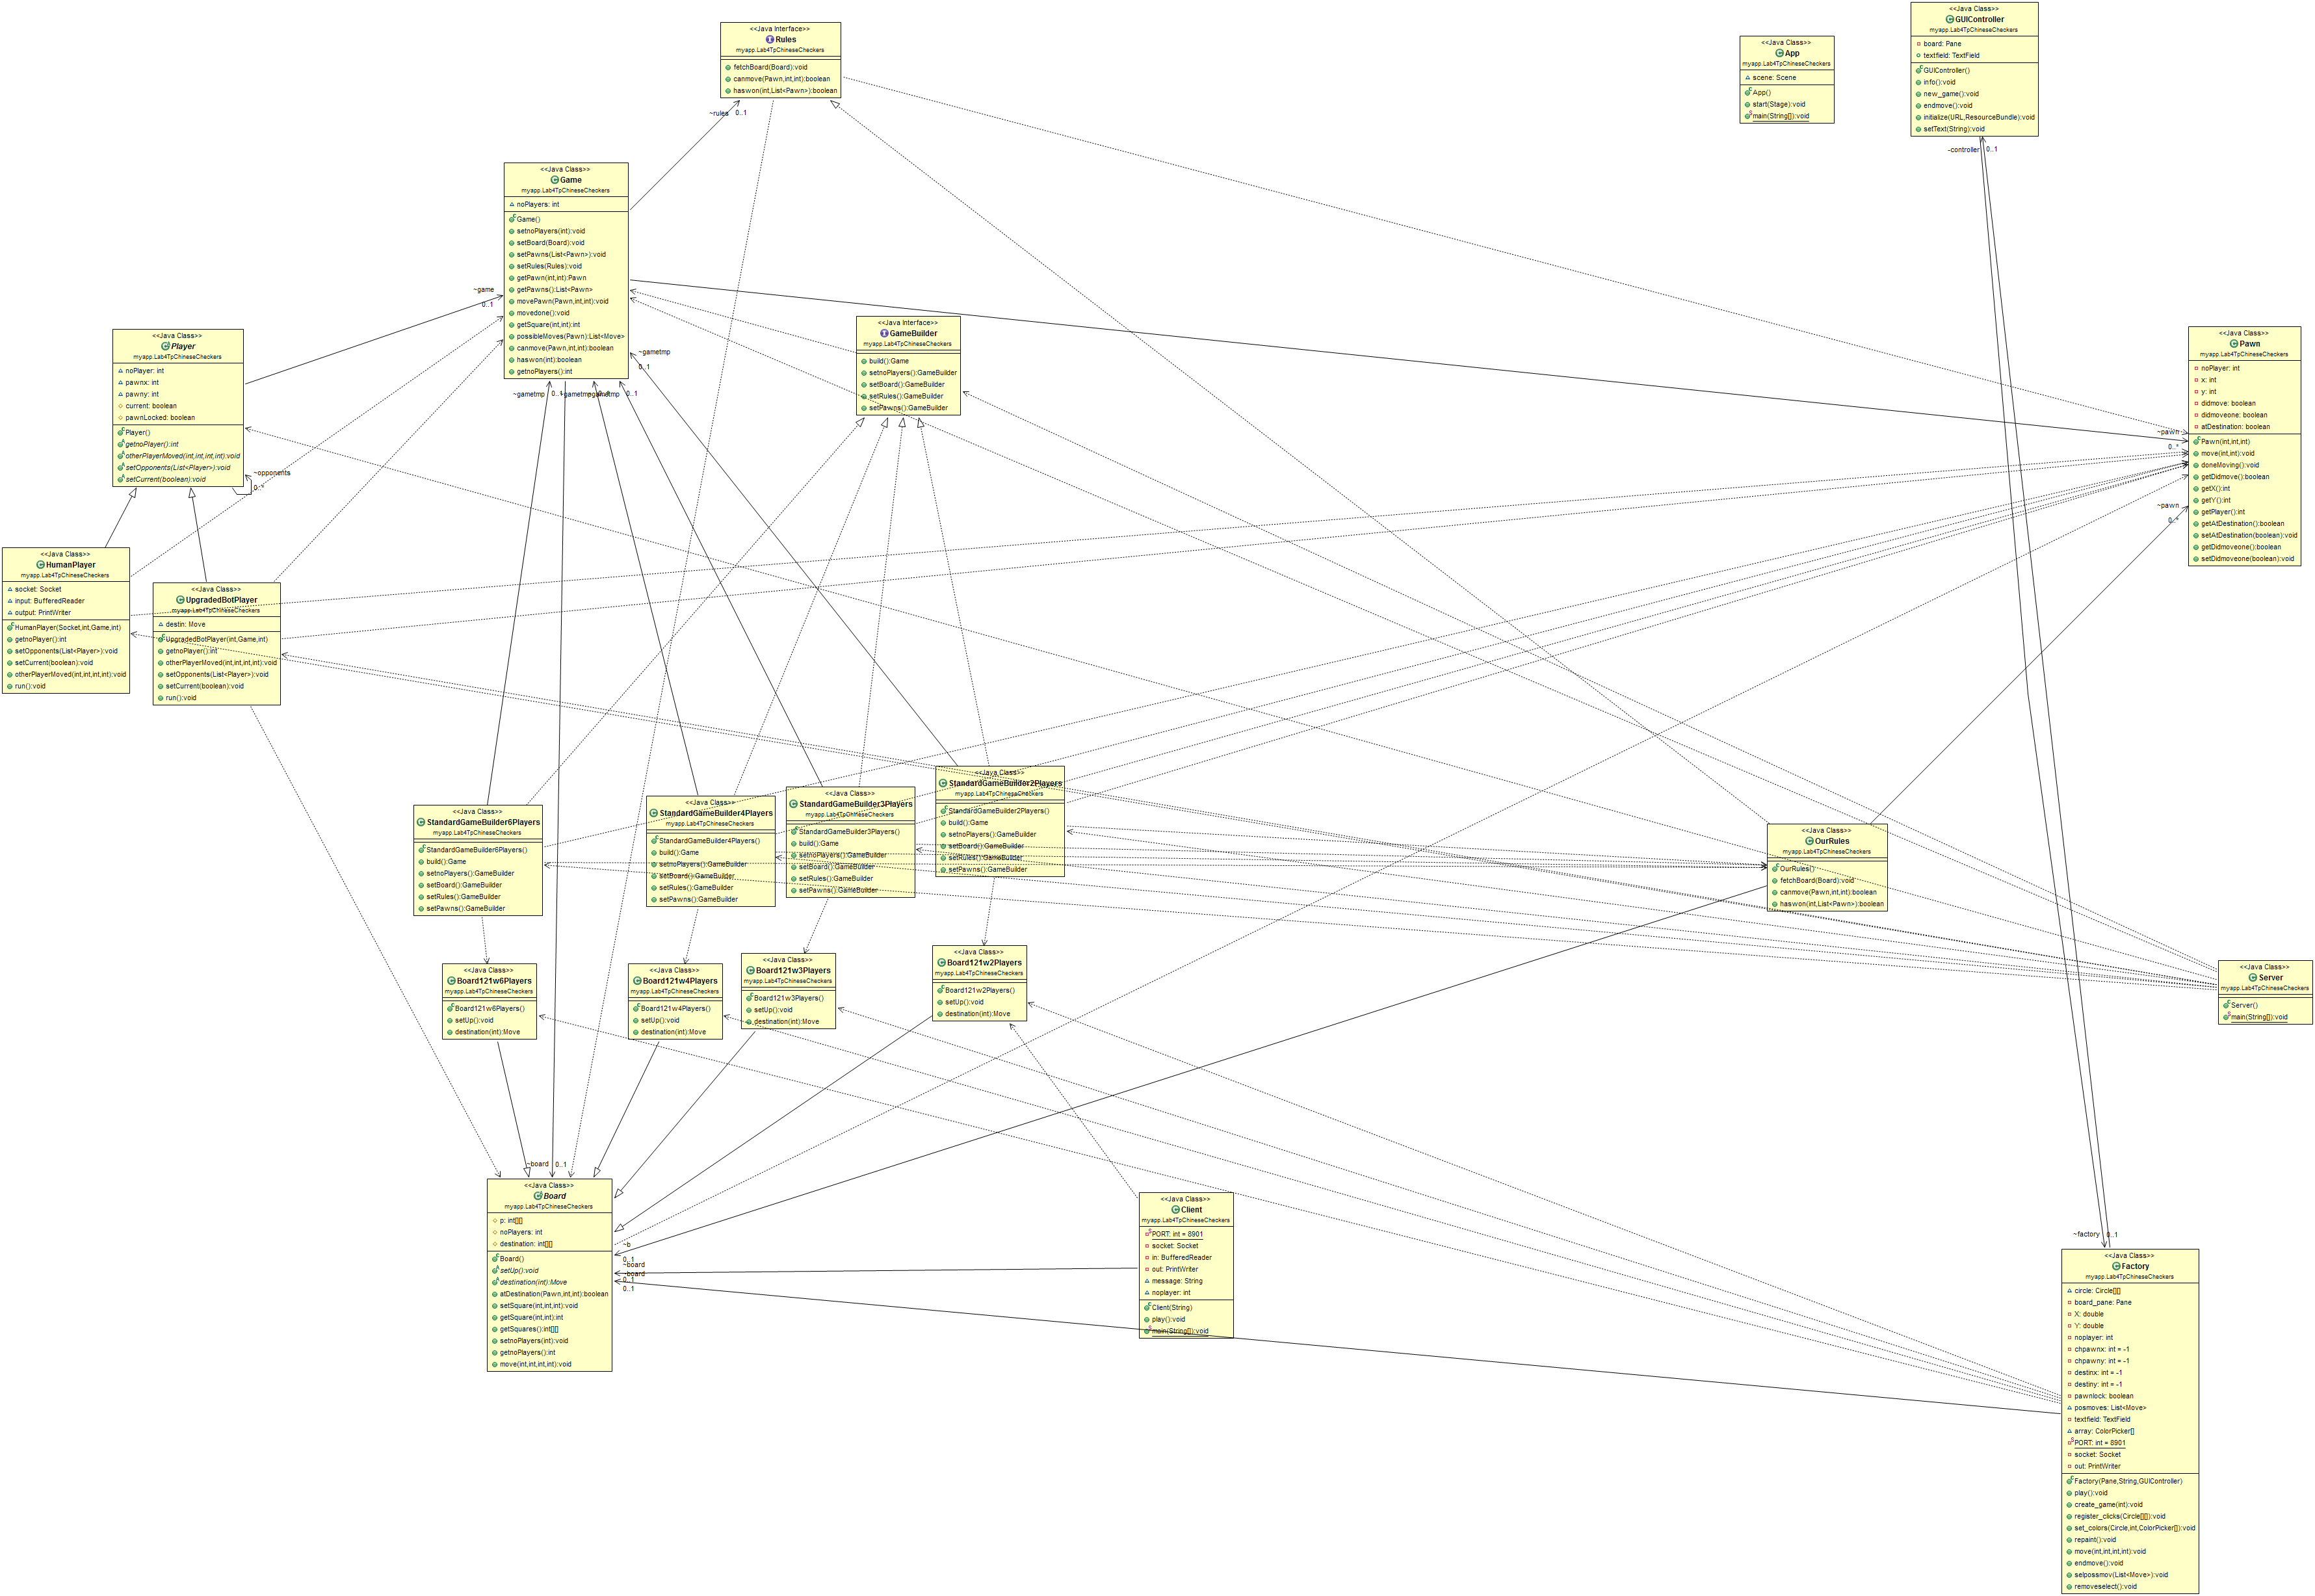 <<Java Interface>>
Rules
myapp.Lab4TpChineseCheckers
fetchBoard(Board):void
canmove(Pawn,int,int):boolean
haswon(int,List<Pawn>):boolean
~rules 0..1
<<Java Class>>
App
myapp.Lab4TpChineseCheckers
scene: Scene
App()
start(Stage):void
main(String[]):void
<<Java Class>>
GUIController
myapp.Lab4TpChineseCheckers
board: Pane
textfield: TextField
GUIController()
info():void
new_game():void
endmove():void
initialize(URL,ResourceBundle):void
setText(String):void
~controller 0..1
<<Java Class>>
Game
myapp.Lab4TpChineseCheckers
noPlayers: int
Game()
setnoPlayers(int):void
setBoard(Board):void
setPawns(List<Pawn>):void
setRules(Rules):void
getPawn(int,int):Pawn
getPawns():List<Pawn>
movePawn(Pawn,int,int):void
movedone():void
getSquare(int,int):int
possibleMoves(Pawn):List<Move>
canmove(Pawn,int,int):boolean
haswon(int):boolean
getnoPlayers():int
~game
0..1
~gametmp
0..1
~gametmp
~gametmp
~gametmp
0..1
<<Java Interface>>
GameBuilder
myapp.Lab4TpChineseCheckers
build():Game
setnoPlayers():GameBuilder
setBoard():GameBuilder
setRules():GameBuilder
setPawns():GameBuilder
<<Java Class>>
Player
myapp.Lab4TpChineseCheckers
noPlayer: int
pawnx: int
pawny: int
current: boolean
pawnLocked: boolean
Player()
getnoPlayer():int
otherPlayerMoved(int,int,int,int):void
setOpponents(List<Player>):void
setCurrent(boolean):void
~opponents
0..*
<<Java Class>>
Pawn
myapp.Lab4TpChineseCheckers
noPlayer: int
x: int
y: int
didmove: boolean
didmoveone: boolean
atDestination: boolean
Pawn(int,int,int)
move(int,int):void
doneMoving():void
getDidmove():boolean
getX():int
getY():int
getPlayer():int
getAtDestination():boolean
setAtDestination(boolean):void
getDidmoveone():boolean
setDidmoveone(boolean):void
~pawn
0..*
~pawn
0..*
<<Java Class>>
HumanPlayer
myapp.Lab4TpChineseCheckers
socket: Socket
input: BufferedReader
output: PrintWriter
HumanPlayer(Socket,int,Game,int)
getnoPlayer():int
setOpponents(List<Player>):void
setCurrent(boolean):void
otherPlayerMoved(int,int,int,int):void
run():void
<<Java Class>>
UpgradedBotPlayer
myapp.Lab4TpChineseCheckers
destin: Move
UpgradedBotPlayer(int,Game,int)
getnoPlayer():int
otherPlayerMoved(int,int,int,int):void
setOpponents(List<Player>):void
setCurrent(boolean):void
run():void
<<Java Class>>
StandardGameBuilder6Players
myapp.Lab4TpChineseCheckers
StandardGameBuilder6Players()
build():Game
setnoPlayers():GameBuilder
setBoard():GameBuilder
setRules():GameBuilder
setPawns():GameBuilder
<<Java Class>>
StandardGameBuilder4Players
myapp.Lab4TpChineseCheckers
StandardGameBuilder4Players()
build():Game
setnoPlayers():GameBuilder
setBoard():GameBuilder
setRules():GameBuilder
setPawns():GameBuilder
<<Java Class>>
StandardGameBuilder3Players
myapp.Lab4TpChineseCheckers
StandardGameBuilder3Players()
build():Game
setnoPlayers():GameBuilder
setBoard():GameBuilder
setRules():GameBuilder
setPawns():GameBuilder
<<Java Class>>
StandardGameBuilder2Players
myapp.Lab4TpChineseCheckers
StandardGameBuilder2Players()
build():Game
setnoPlayers():GameBuilder
setBoard():GameBuilder
setRules():GameBuilder
setPawns():GameBuilder
<<Java Class>>
OurRules
myapp.Lab4TpChineseCheckers
OurRules()
fetchBoard(Board):void
canmove(Pawn,int,int):boolean
haswon(int,List<Pawn>):boolean
<<Java Class>>
Board121w6Players
myapp.Lab4TpChineseCheckers
Board121w6Players()
setUp():void
destination(int):Move
<<Java Class>>
Board121w4Players
myapp.Lab4TpChineseCheckers
Board121w4Players()
setUp():void
destination(int):Move
<<Java Class>>
Board121w3Players
myapp.Lab4TpChineseCheckers
Board121w3Players()
setUp():void
destination(int):Move
<<Java Class>>
Board121w2Players
myapp.Lab4TpChineseCheckers
Board121w2Players()
setUp():void
destination(int):Move
<<Java Class>>
Server
myapp.Lab4TpChineseCheckers
Server()
main(String[]):void
~board 0..1
<<Java Class>>
Board
myapp.Lab4TpChineseCheckers
p: int[][]
noPlayers: int
destination: int[][]
Board()
setUp():void
destination(int):Move
atDestination(Pawn,int,int):boolean
setSquare(int,int,int):void
getSquare(int,int):int
getSquares():int[][]
setnoPlayers(int):void
getnoPlayers():int
move(int,int,int,int):void
~b
0..1
~board
~board
0..1
0..1
<<Java Class>>
Client
myapp.Lab4TpChineseCheckers
PORT: int = 8901
socket: Socket
in: BufferedReader
out: PrintWriter
message: String
noplayer: int
Client(String)
play():void
main(String[]):void
~factory 0..1
<<Java Class>>
Factory
myapp.Lab4TpChineseCheckers
circle: Circle[][]
board_pane: Pane
X: double
Y: double
noplayer: int
chpawnx: int = -1
chpawny: int = -1
destinx: int = -1
destiny: int = -1
pawnlock: boolean
posmoves: List<Move>
textfield: TextField
array: ColorPicker[]
PORT: int = 8901
socket: Socket
out: PrintWriter
Factory(Pane,String,GUIController)
play():void
create_game(int):void
register_clicks(Circle[][]):void
set_colors(Circle,int,ColorPicker[]):void
repaint():void
move(int,int,int,int):void
endmove():void
selpossmov(List<Move>):void
removeselect():void